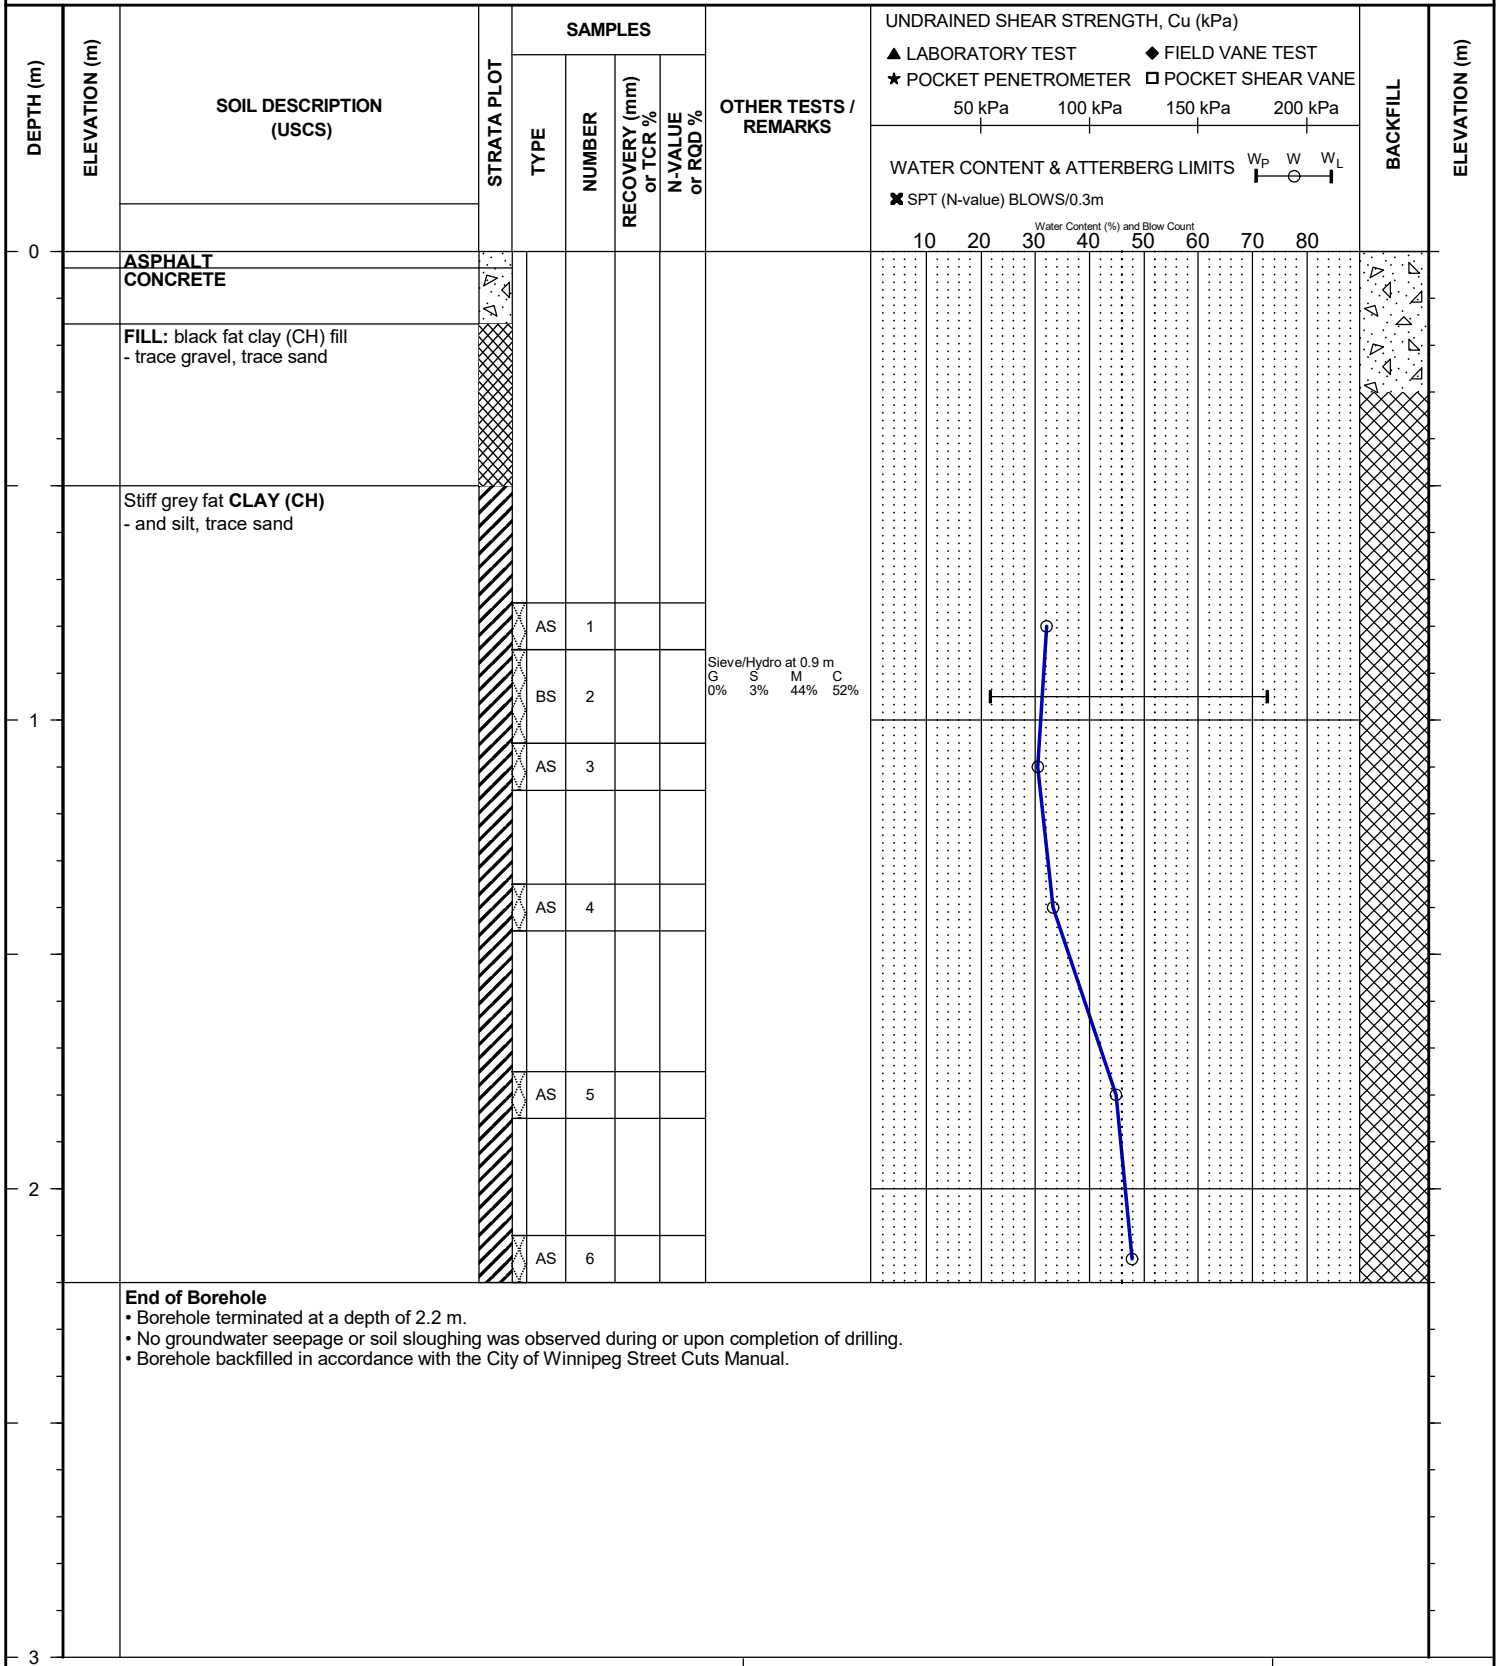 DEPTH (m)
ELEVATION (m)
SOIL DESCRIPTION
(USCS)
STRATA PLOT
SAMPLES
TYPE
NUMBER
RECOVERY (mm)
or TCR %
N-VALUE
or RQD %
OTHER TESTS /
REMARKS
UNDRAINED SHEAR STRENGTH, Cu (kPa)
▲ LABORATORY TEST ◆ FIELD VANE TEST
★ POCKET PENETROMETER □ POCKET SHEAR VANE
50 kPa 100 kPa 150 kPa 200 kPa
WATER CONTENT & ATTERBERG LIMITS WP W WL
✖ SPT (N-value) BLOWS/0.3m
Water Content (%) and Blow Count
10 20 30 40 50 60 70 80
BACKFILL
ELEVATION (m)
0
ASPHALT
CONCRETE
FILL: black fat clay (CH) fill
- trace gravel, trace sand
Stiff grey fat CLAY (CH)
- and silt, trace sand
AS 1
Sieve/Hydro at 0.9 m
G S M C
0% 3% 44% 52%
BS 2
1
AS 3
AS 4
AS 5
2
AS 6
End of Borehole
• Borehole terminated at a depth of 2.2 m.
• No groundwater seepage or soil sloughing was observed during or upon completion of drilling.
• Borehole backfilled in accordance with the City of Winnipeg Street Cuts Manual.
3